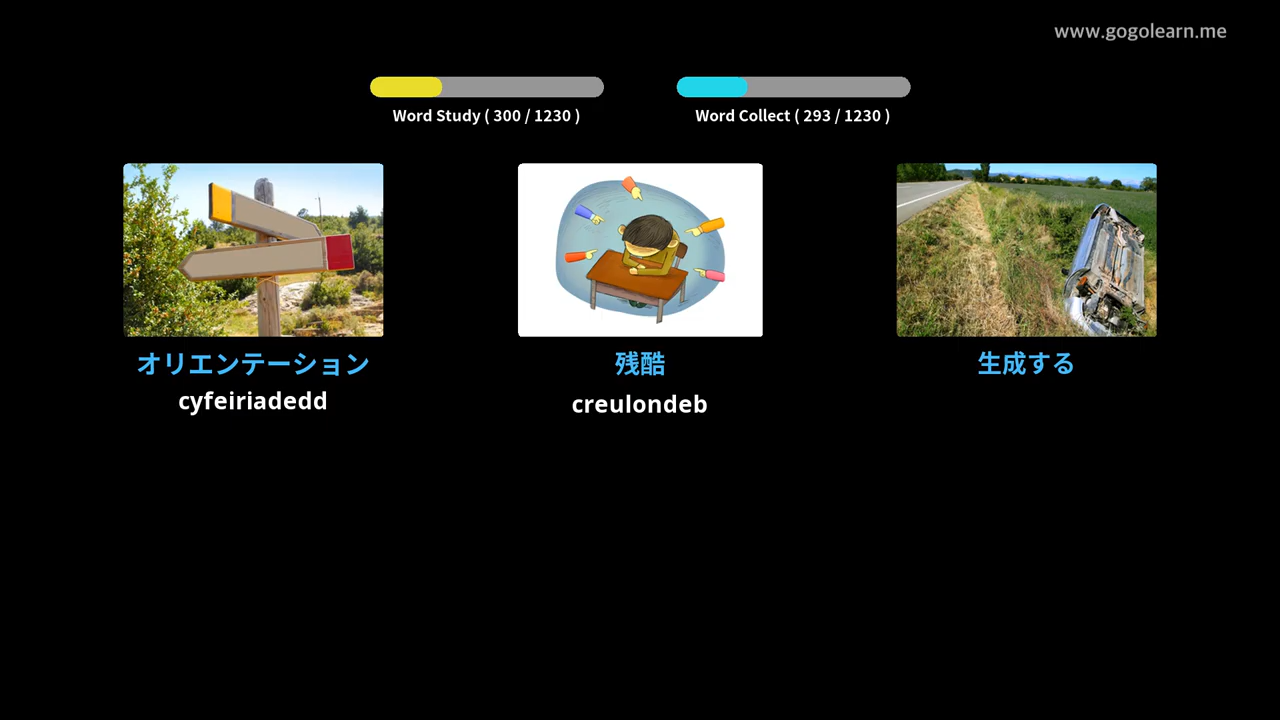 www.gogolearn.me
Word Study ( 300 / 1230 )
Word Collect ( 293 / 1230 )
オリエンテーション
cyfeiriadedd
残酷
creulondeb
生成する